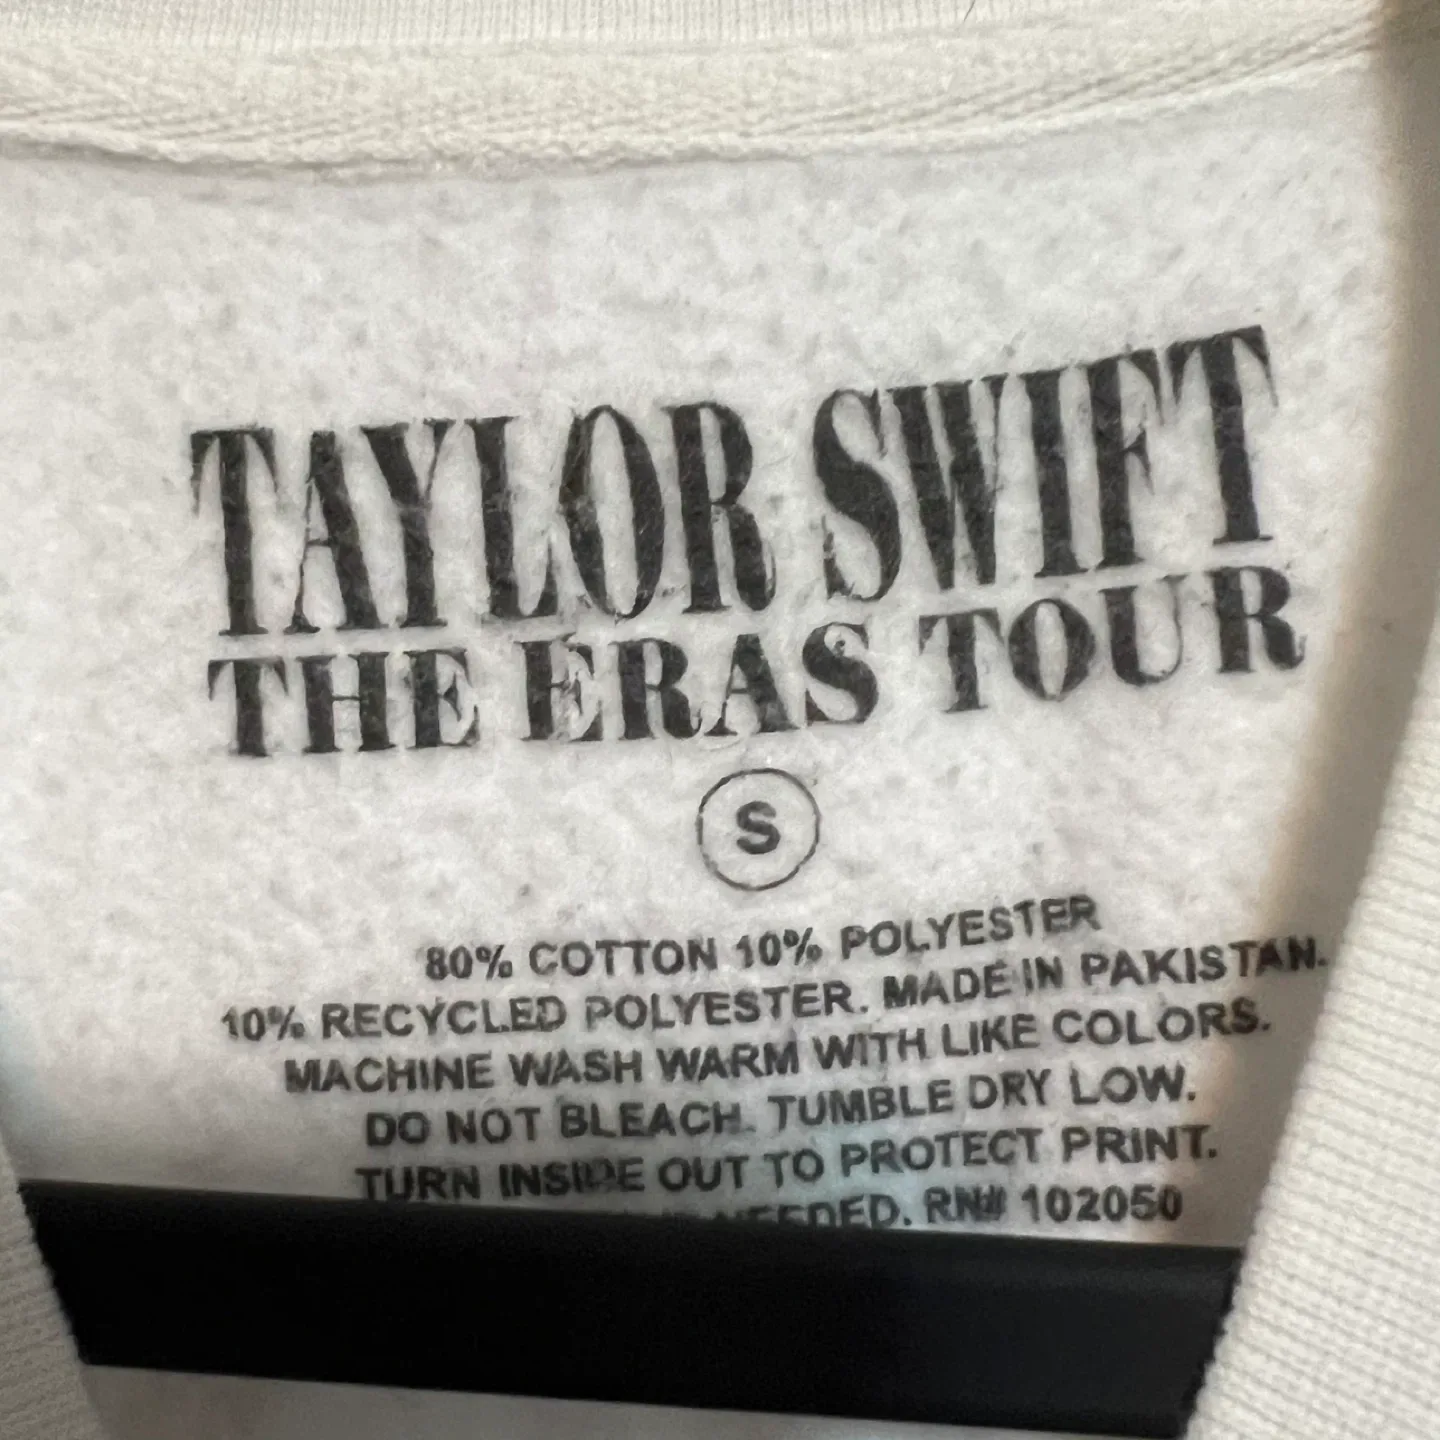 TAYLOR SWIFT
THE ERAS TOUR
S
80% COTTON 10% POLYESTER
10% RECYCLED POLYESTER. MADE IN PAKISTAN.
MACHINE WASH WARM WITH LIKE COLORS.
DO NOT BLEACH. TUMBLE DRY LOW.
TURN INSIDE OUT TO PROTECT PRINT.
NEEDED. RN# 102050